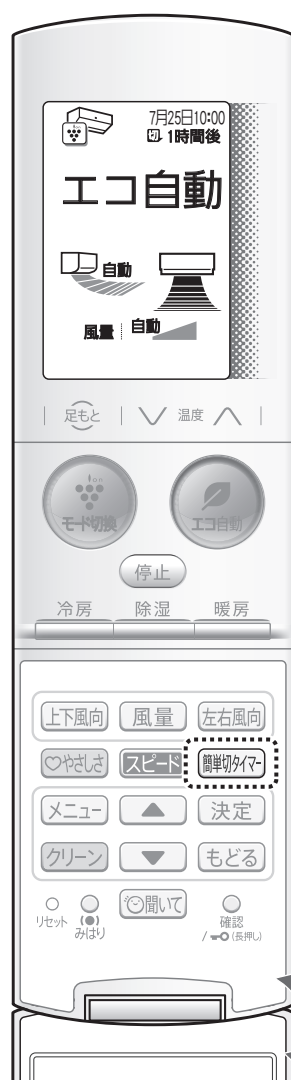 7月25日10:00
切 1時間後
エコ自動
自動
風量 自動
足もと 温度
ion
モード切換 エコ自動
停止
冷房 除湿 暖房
上下風向 風量 左右風向
♡やさしさ スピード 簡単切タイマー
メニュー ▲ 決定
クリーン ▼ もどる
聞いて
リセット みはり 確認
/ (長押し)